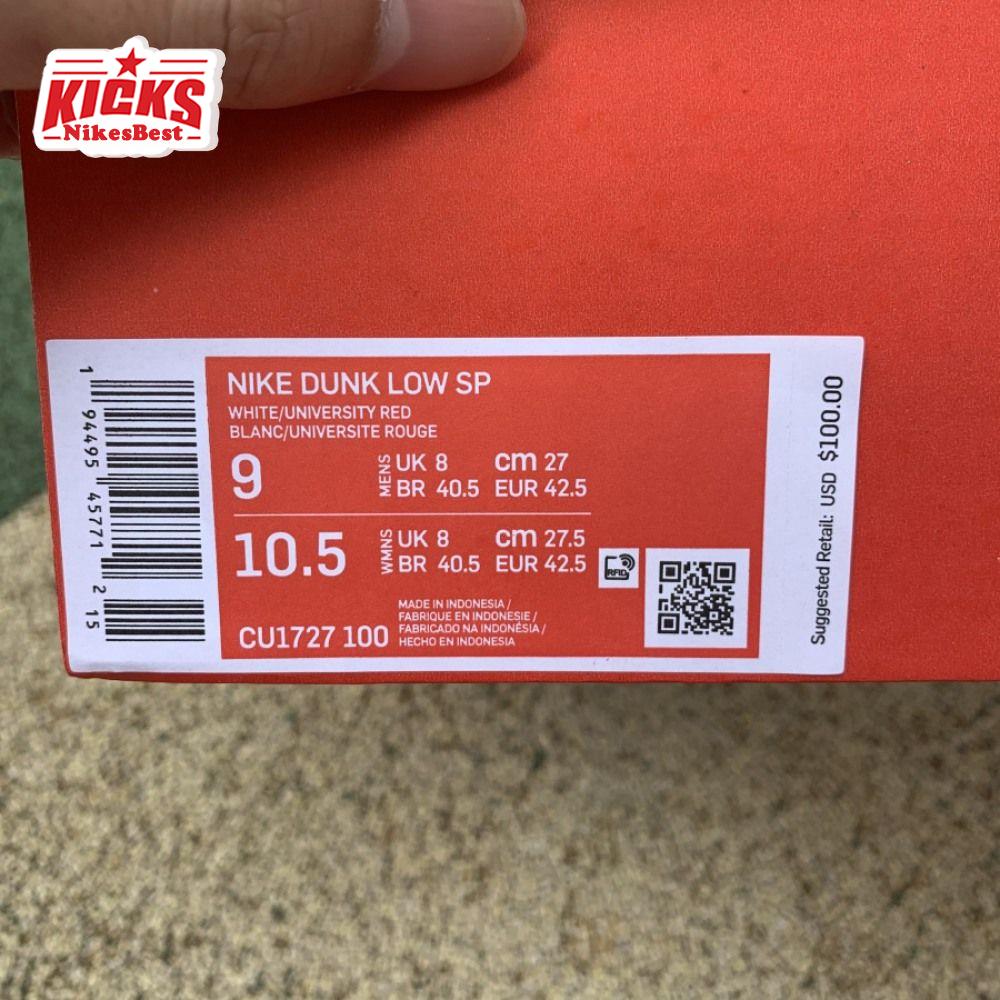 KICKS
NikesBest
NIKE DUNK LOW SP
WHITE/UNIVERSITY RED
BLANC/UNIVERSITE ROUGE
9 MENS UK 8 cm 27
BR 40.5 EUR 42.5
10.5 WMNS UK 8 cm 27.5
BR 40.5 EUR 42.5
RFID
CU1727 100
MADE IN INDONESIA /
FABRIQUE EN INDONESIE /
FABRICADO NA INDONÉSIA /
HECHO EN INDONESIA
1 94495 45771 2 15
Suggested Retail: USD $100.00